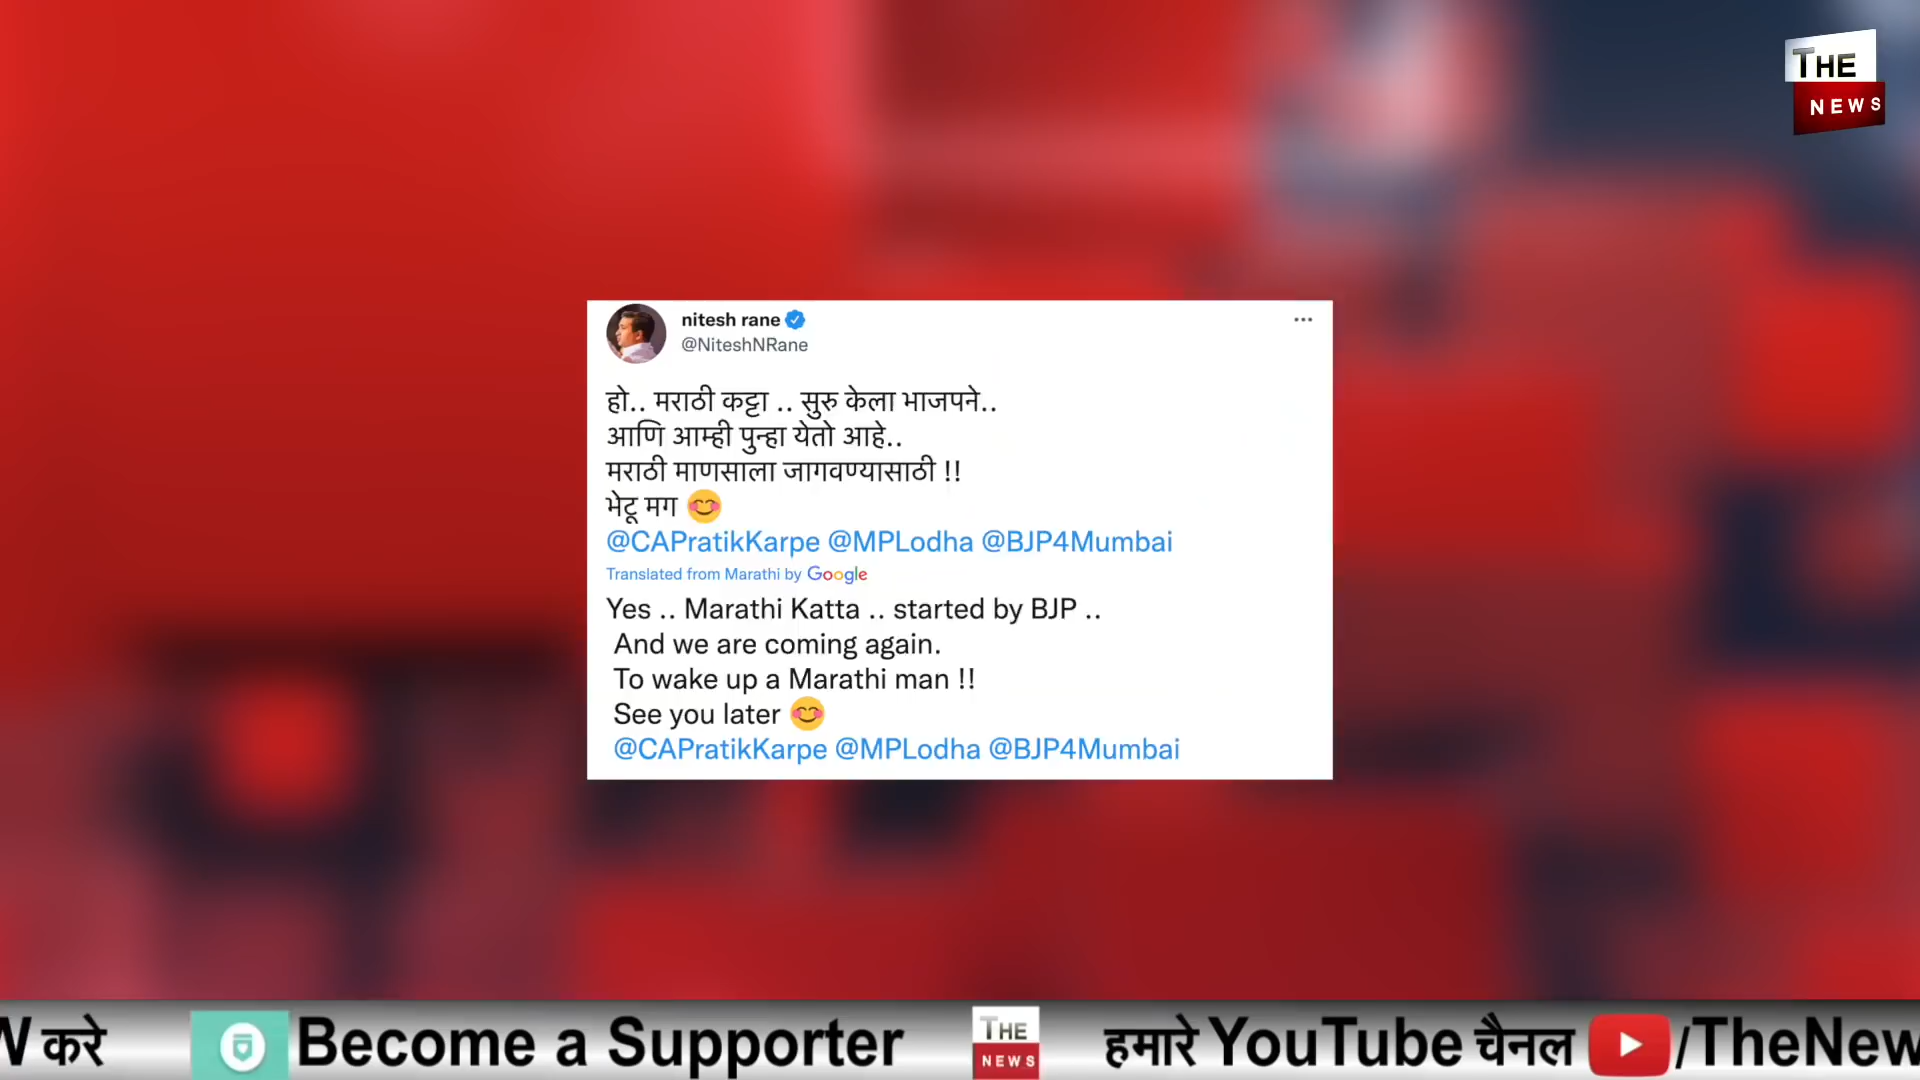 THE
NEWS
nitesh rane
@NiteshNRane
हो.. मराठी कट्टा .. सुरु केला भाजपने..
आणि आम्ही पुन्हा येतो आहे..
मराठी माणसाला जागवण्यासाठी !!
भेटू मग 😊
@CAPratikKarpe @MPLodha @BJP4Mumbai
Translated from Marathi by Google
Yes .. Marathi Katta .. started by BJP ..
And we are coming again.
To wake up a Marathi man !!
See you later 😊
@CAPratikKarpe @MPLodha @BJP4Mumbai
करे Become a Supporter THE NEWS हमारे YouTube चैनल /TheNew